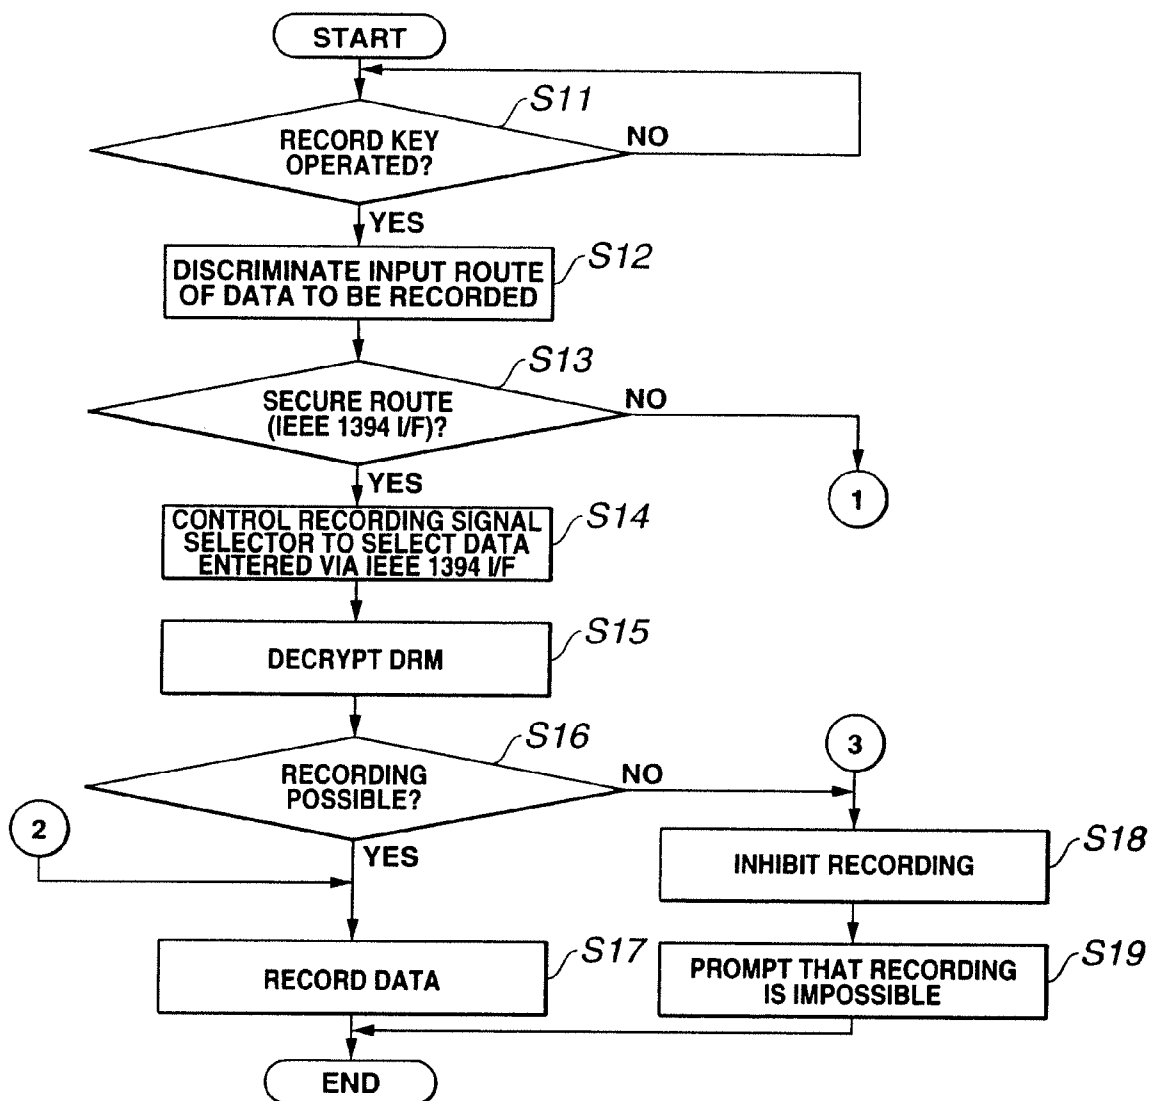 START
S11
RECORD KEY
OPERATED?
NO
YES
S12
DISCRIMINATE INPUT ROUTE
OF DATA TO BE RECORDED
S13
SECURE ROUTE
(IEEE 1394 I/F)?
NO
YES
1
S14
CONTROL RECORDING SIGNAL
SELECTOR TO SELECT DATA
ENTERED VIA IEEE 1394 I/F
S15
DECRYPT DRM
S16
RECORDING
POSSIBLE?
NO
3
2
YES
S18
INHIBIT RECORDING
S17
RECORD DATA
S19
PROMPT THAT RECORDING
IS IMPOSSIBLE
END